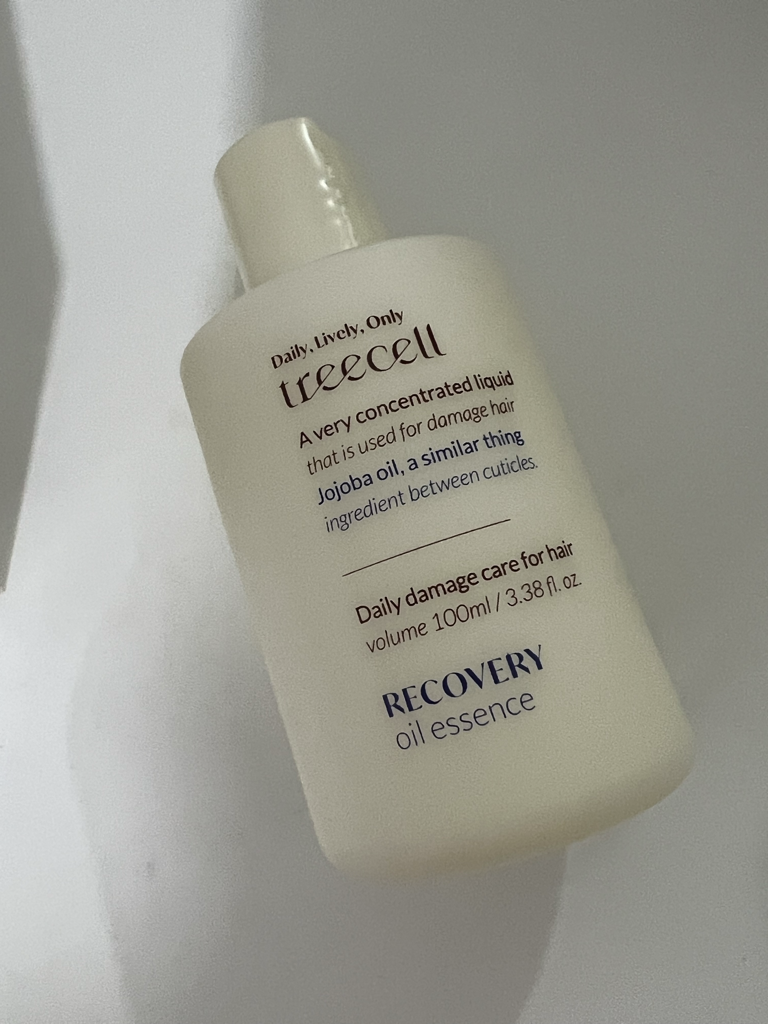 Daily, Lively, Only
treecell
A very concentrated liquid
that is used for damage hair
Jojoba oil, a similar thing
ingredient between cuticles.
Daily damage care for hair
volume 100ml / 3.38 fl. oz.
RECOVERY
oil essence